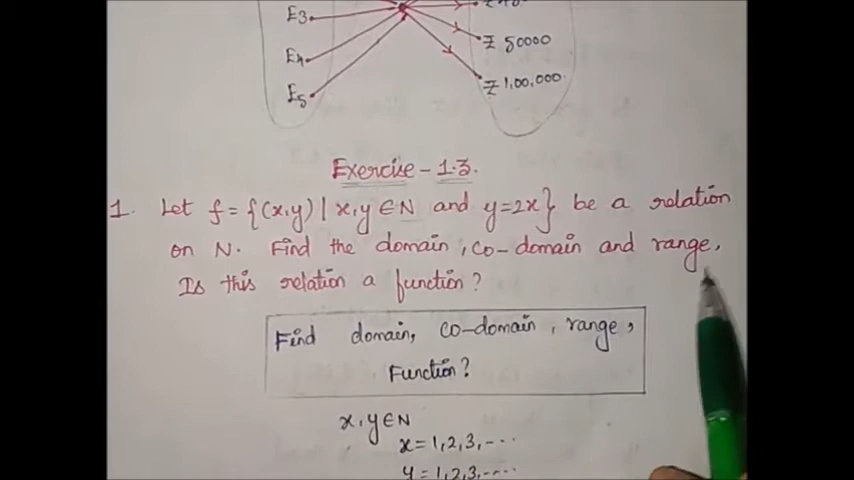 E3
E4
₹ 50000
E5
₹ 1,00,000
Exercise - 1.3.
1. Let f = {(x,y) | x,y ∈ N and y=2x} be a relation
on N. Find the domain, co-domain and range.
Is this relation a function?
Find domain, co-domain, range,
Function?
x,y ∈ N
x = 1,2,3,---
y = 1,2,3,----